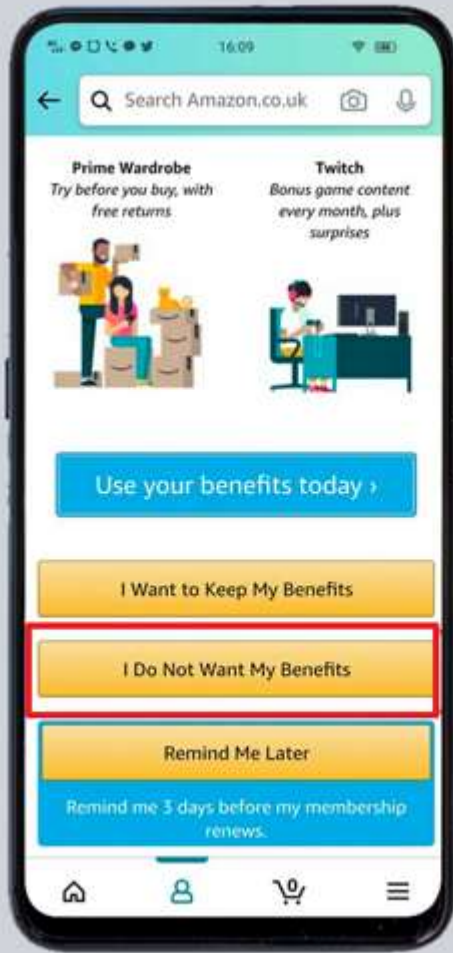 16:09
Search Amazon.co.uk
Prime Wardrobe
Try before you buy, with
free returns
Twitch
Bonus game content
every month, plus
surprises
Use your benefits today ›
I Want to Keep My Benefits
I Do Not Want My Benefits
Remind Me Later
Remind me 3 days before my membership
renews.
0